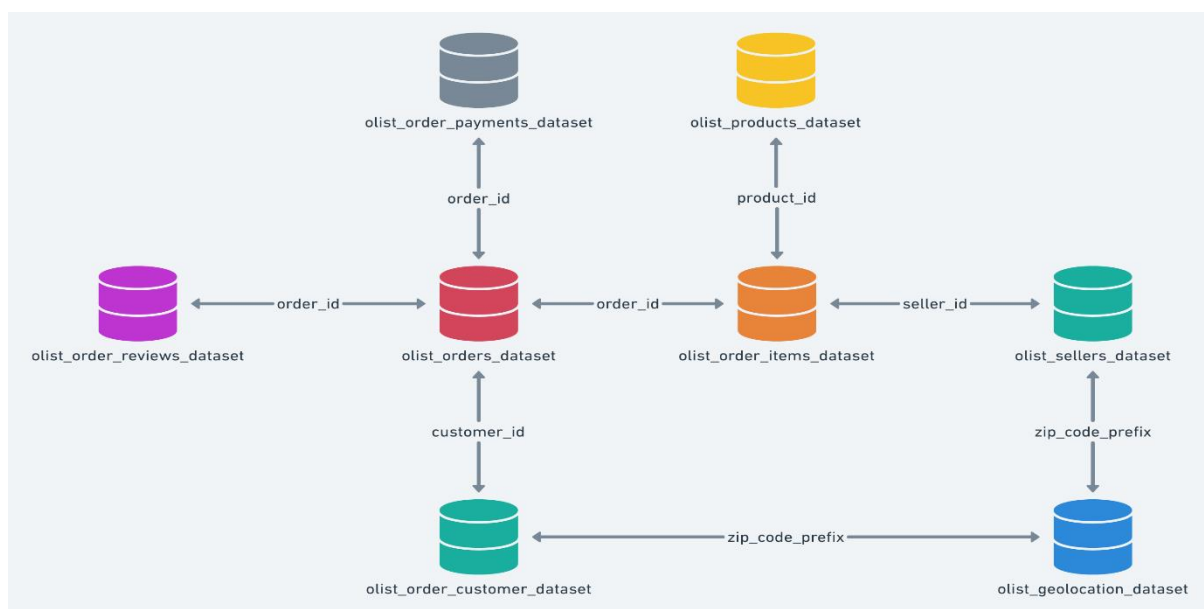 olist_order_payments_dataset
olist_products_dataset
order_id
product_id
order_id
order_id
seller_id
olist_order_reviews_dataset
olist_orders_dataset
olist_order_items_dataset
olist_sellers_dataset
customer_id
zip_code_prefix
zip_code_prefix
olist_order_customer_dataset
olist_geolocation_dataset